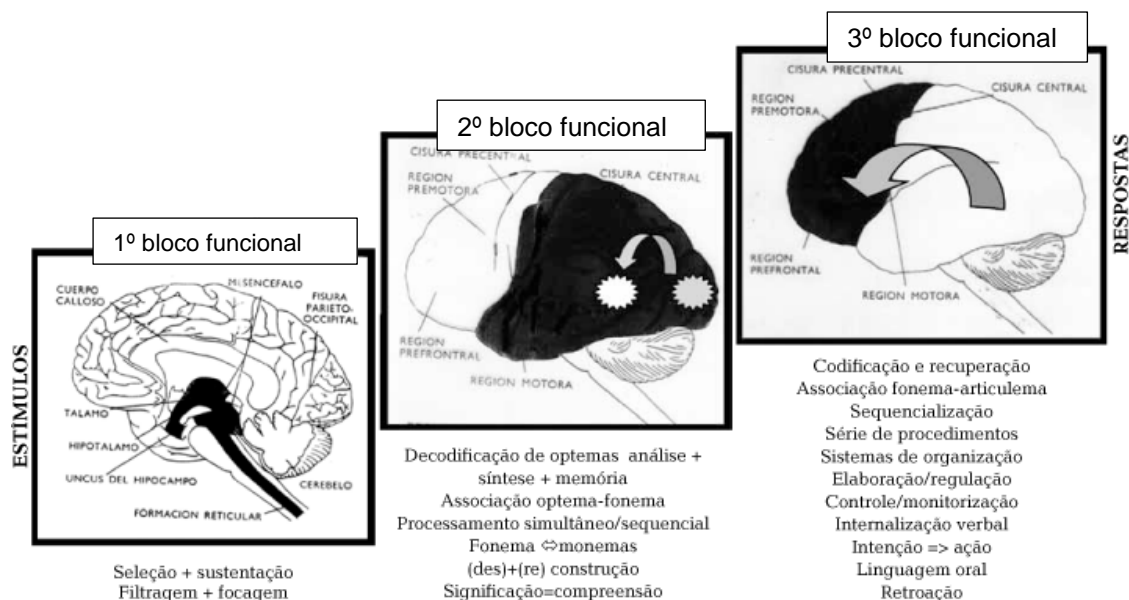 ESTÍMULOS
1º bloco funcional
CUERPO
CALLOSO
MESENCEFALO
FISURA
PARIETO-
OCCIPITAL
TALAMO
HIPOTALAMO
UNCUS DEL HIPOCAMPO
CEREBELO
FORMACION RETICULAR
Seleção + sustentação
Filtragem + focagem
2º bloco funcional
CISURA PRECENTRAL
REGION
PREMOTORA
CISURA CENTRAL
REGION
PREFRONTRAL
REGION MOTORA
Decodificação de optemas análise +
síntese + memória
Associação optema-fonema
Processamento simultâneo/sequencial
Fonema ⇔monemas
(des)+(re) construção
Significação=compreensão
3º bloco funcional
CISURA PRECENTRAL
REGION
PREMOTORA
CISURA CENTRAL
REGION
PREFRONTAL
REGION MOTORA
Codificação e recuperação
Associação fonema-articulema
Sequencialização
Série de procedimentos
Sistemas de organização
Elaboração/regulação
Controle/monitorização
Internalização verbal
Intenção => ação
Linguagem oral
Retroação
RESPOSTAS